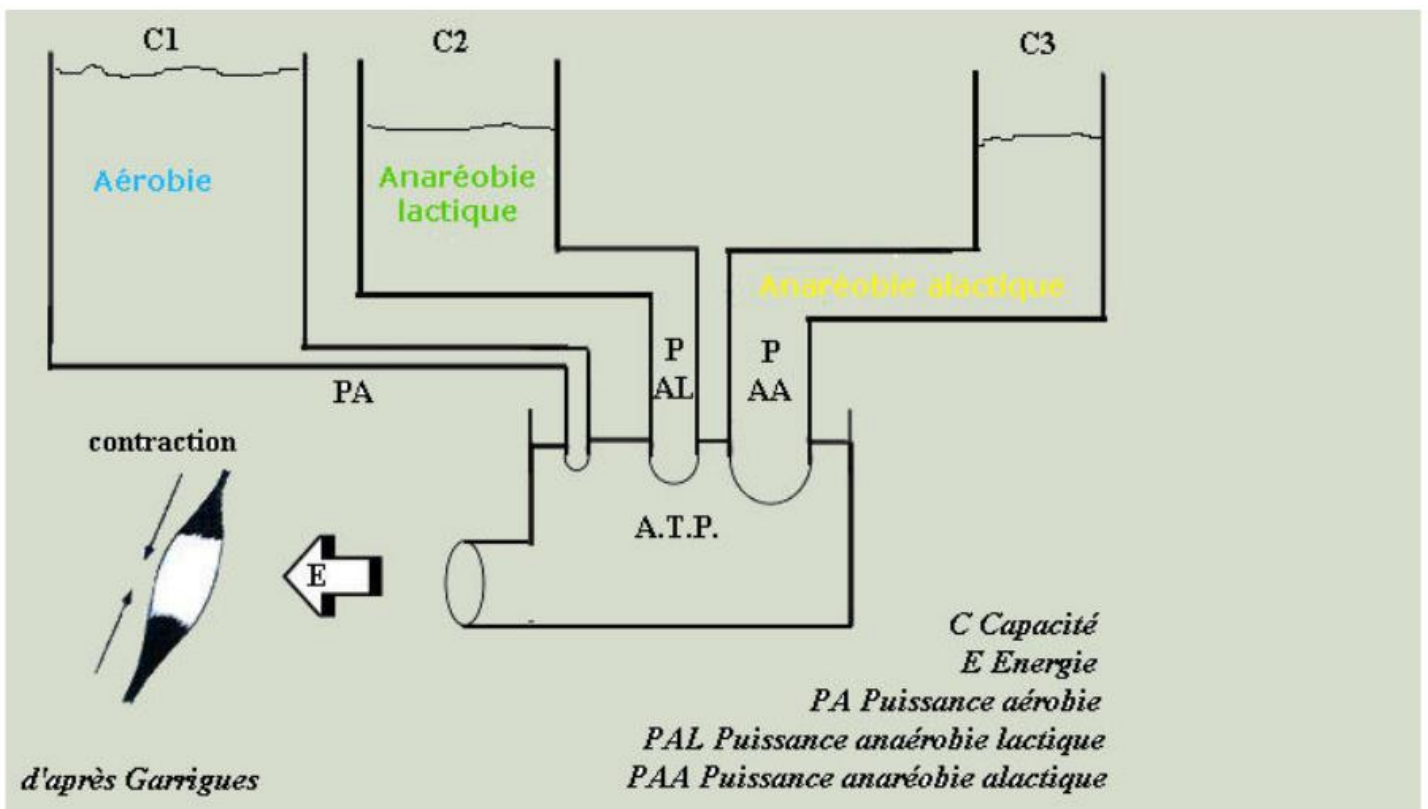 C1
C2
C3
Aérobie
Anaréobie
lactique
Anaréobie alactique
P
AL
P
AA
PA
contraction
A.T.P.
E
C Capacité
E Energie
PA Puissance aérobie
PAL Puissance anaérobie lactique
PAA Puissance anaréobie alactique
d'après Garrigues